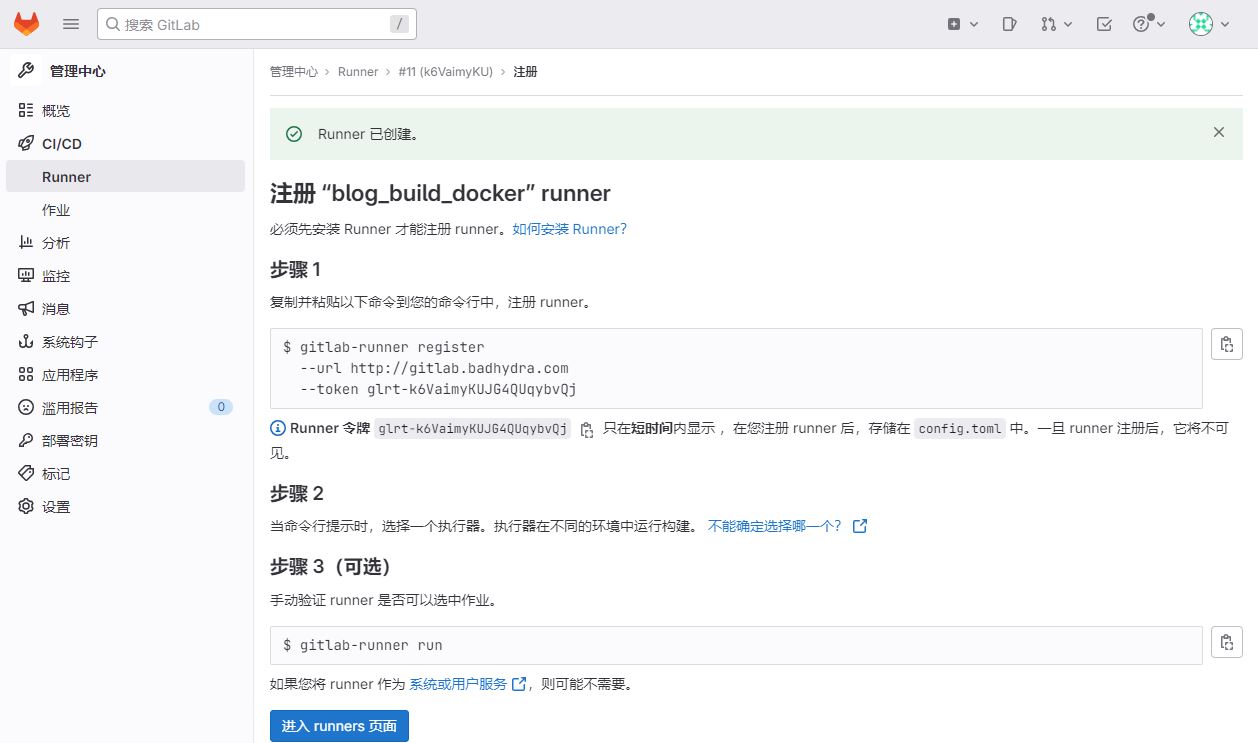 搜索 GitLab /
管理中心
概览
CI/CD
Runner
作业
分析
监控
消息
系统钩子
应用程序
滥用报告 0
部署密钥
标记
设置
管理中心 › Runner › #11 (k6VaimyKU) › 注册
Runner 已创建。
注册 “blog_build_docker” runner
必须先安装 Runner 才能注册 runner。如何安装 Runner?
步骤 1
复制并粘贴以下命令到您的命令行中，注册 runner。
$ gitlab-runner register
--url http://gitlab.badhydra.com
--token glrt-k6VaimyKUJG4QUqybvQj
Runner 令牌 glrt-k6VaimyKUJG4QUqybvQj 只在短时间内显示 ，在您注册 runner 后，存储在 config.toml 中。一旦 runner 注册后，它将不可
见。
步骤 2
当命令行提示时，选择一个执行器。执行器在不同的环境中运行构建。 不能确定选择哪一个？
步骤 3（可选）
手动验证 runner 是否可以选中作业。
$ gitlab-runner run
如果您将 runner 作为 系统或用户服务 ，则可能不需要。
进入 runners 页面